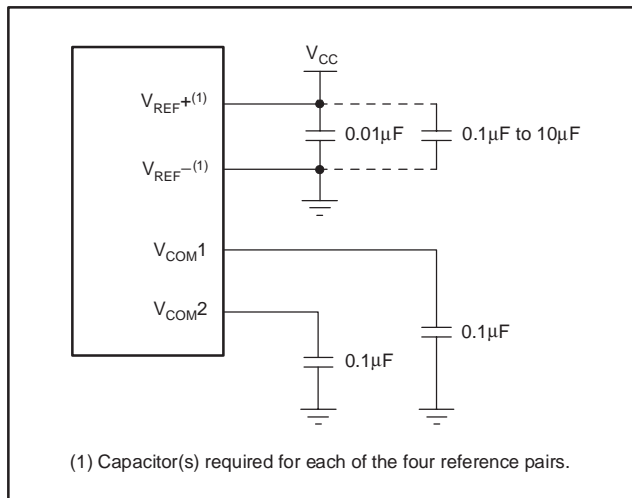 VCC
VREF+(1)
0.01µF
0.1µF to 10µF
VREF–(1)
VCOM1
VCOM2
0.1µF
0.1µF
(1) Capacitor(s) required for each of the four reference pairs.